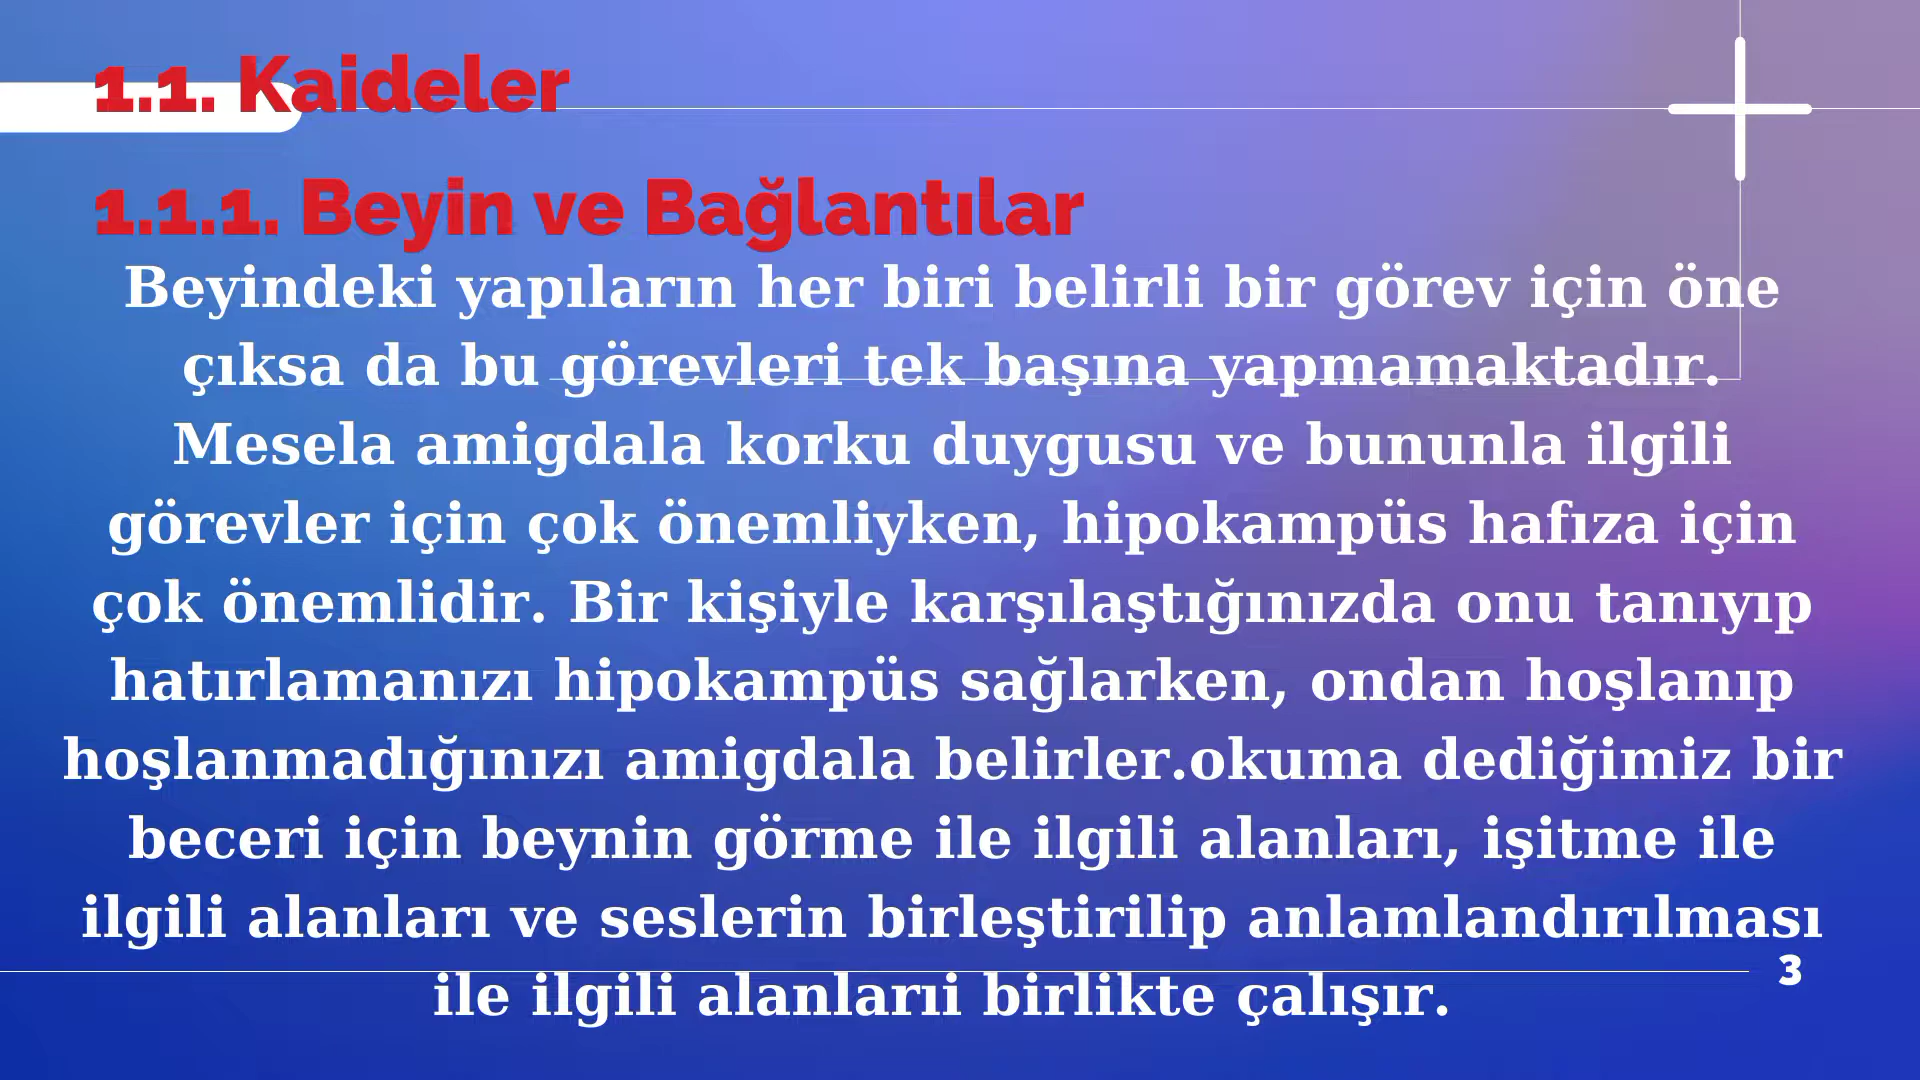 1.1. Kaideler
1.1.1. Beyin ve Bağlantılar
Beyindeki yapıların her biri belirli bir görev için öne
çıksa da bu görevleri tek başına yapmamaktadır.
Mesela amigdala korku duygusu ve bununla ilgili
görevler için çok önemliyken, hipokampüs hafıza için
çok önemlidir. Bir kişiyle karşılaştığınızda onu tanıyıp
hatırlamanızı hipokampüs sağlarken, ondan hoşlanıp
hoşlanmadığınızı amigdala belirler.okuma dediğimiz bir
beceri için beynin görme ile ilgili alanları, işitme ile
ilgili alanları ve seslerin birleştirilip anlamlandırılması
ile ilgili alanlarıi birlikte çalışır.
3